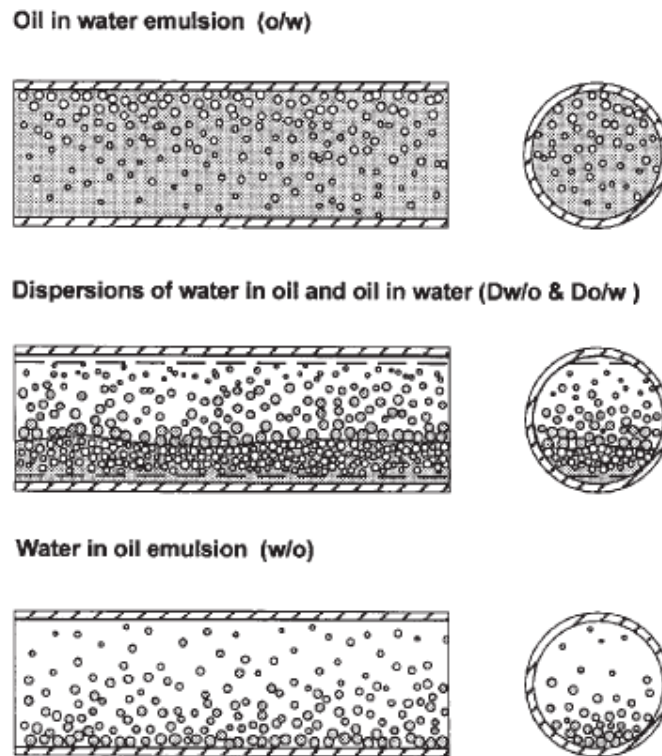 Oil in water emulsion (o/w)
Dispersions of water in oil and oil in water (Dw/o & Do/w )
Water in oil emulsion (w/o)